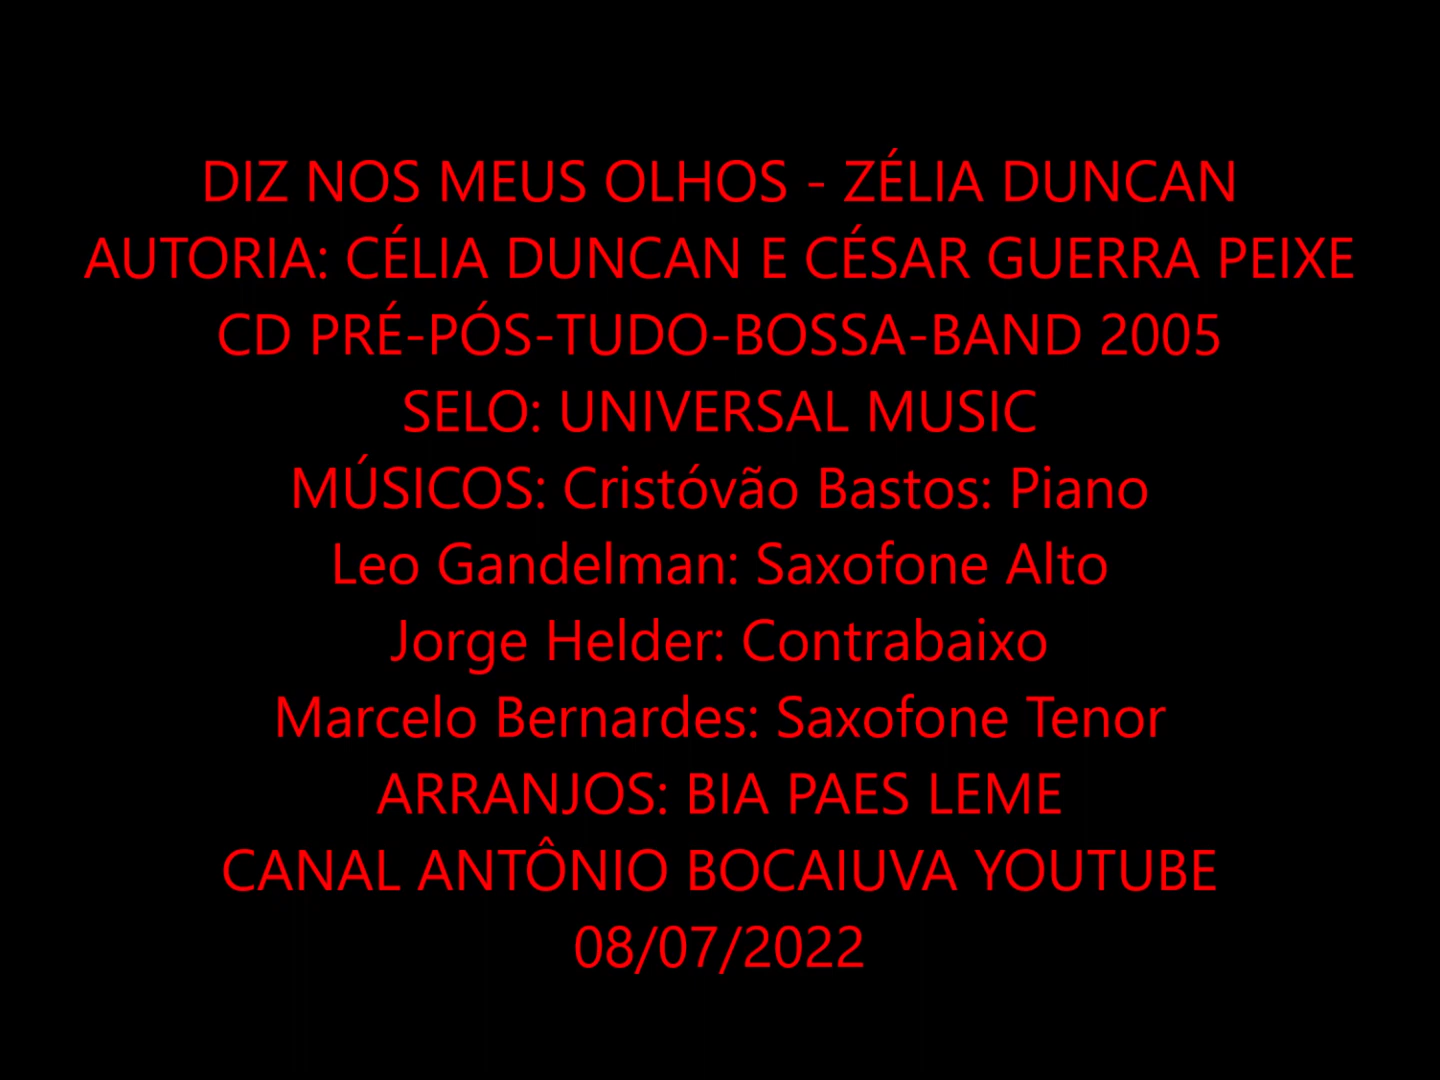 DIZ NOS MEUS OLHOS - ZÉLIA DUNCAN
AUTORIA: CÉLIA DUNCAN E CÉSAR GUERRA PEIXE
CD PRÉ-PÓS-TUDO-BOSSA-BAND 2005
SELO: UNIVERSAL MUSIC
MÚSICOS: Cristóvão Bastos: Piano
Leo Gandelman: Saxofone Alto
Jorge Helder: Contrabaixo
Marcelo Bernardes: Saxofone Tenor
ARRANJOS: BIA PAES LEME
CANAL ANTÔNIO BOCAIUVA YOUTUBE
08/07/2022